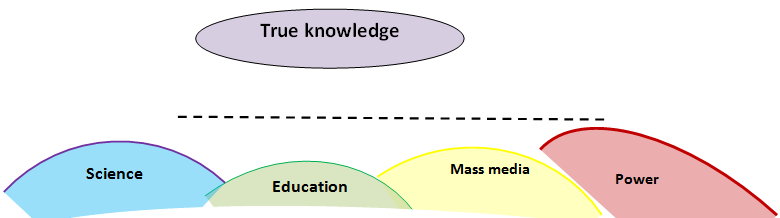 True knowledge
Science
Education
Mass media
Power